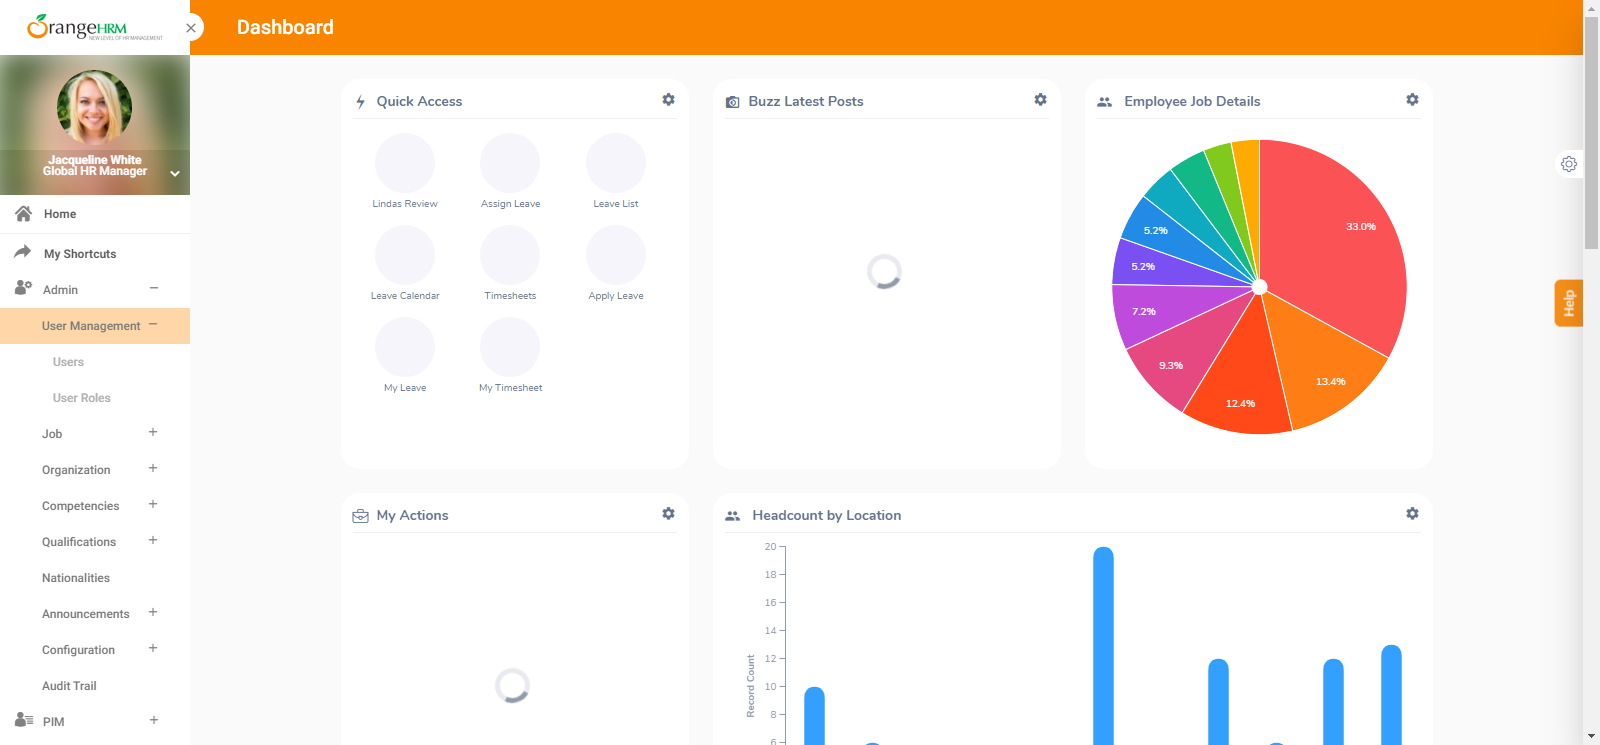 OrangeHRM
NEW LEVEL OF HR MANAGEMENT
Dashboard
Jacqueline White
Global HR Manager
Home
My Shortcuts
Admin
User Management
Users
User Roles
Job
Organization
Competencies
Qualifications
Nationalities
Announcements
Configuration
Audit Trail
PIM
Quick Access
Lindas Review
Assign Leave
Leave List
Leave Calendar
Timesheets
Apply Leave
My Leave
My Timesheet
Buzz Latest Posts
Employee Job Details
33.0%
13.4%
12.4%
9.3%
7.2%
5.2%
5.2%
Help
My Actions
Headcount by Location
Record Count
20
18
16
14
12
10
8
6